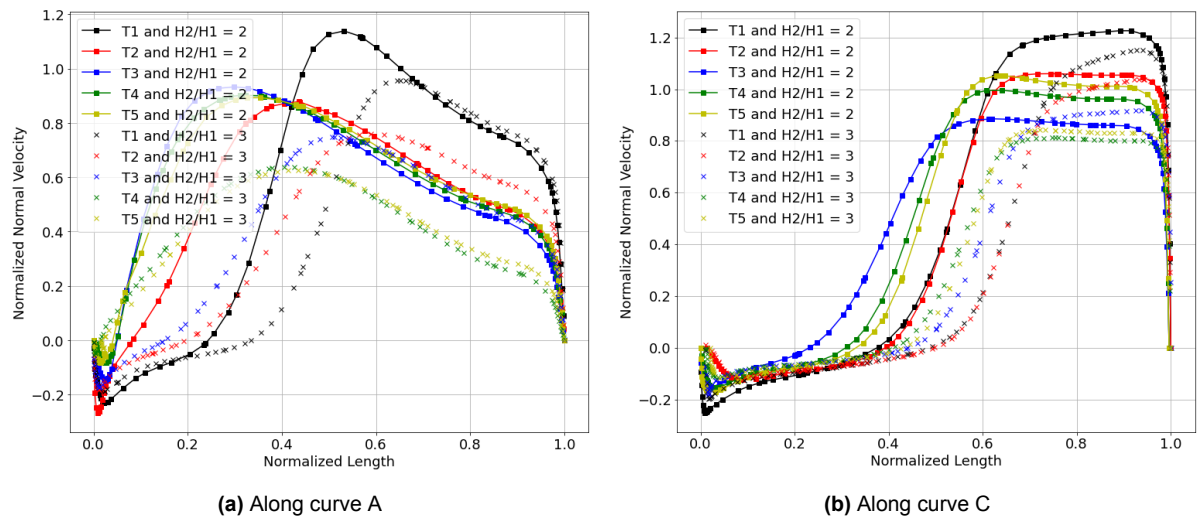 1.2
1.0
0.8
0.6
0.4
0.2
0.0
−0.2
Normalized Normal Velocity
T1 and H2/H1 = 2
T2 and H2/H1 = 2
T3 and H2/H1 = 2
T4 and H2/H1 = 2
T5 and H2/H1 = 2
T1 and H2/H1 = 3
T2 and H2/H1 = 3
T3 and H2/H1 = 3
T4 and H2/H1 = 3
T5 and H2/H1 = 3
0.0 0.2 0.4 0.6 0.8 1.0
Normalized Length
(a) Along curve A
1.2
1.0
0.8
0.6
0.4
0.2
0.0
−0.2
Normalized Normal Velocity
T1 and H2/H1 = 2
T2 and H2/H1 = 2
T3 and H2/H1 = 2
T4 and H2/H1 = 2
T5 and H2/H1 = 2
T1 and H2/H1 = 3
T2 and H2/H1 = 3
T3 and H2/H1 = 3
T4 and H2/H1 = 3
T5 and H2/H1 = 3
0.0 0.2 0.4 0.6 0.8 1.0
Normalized Length
(b) Along curve C